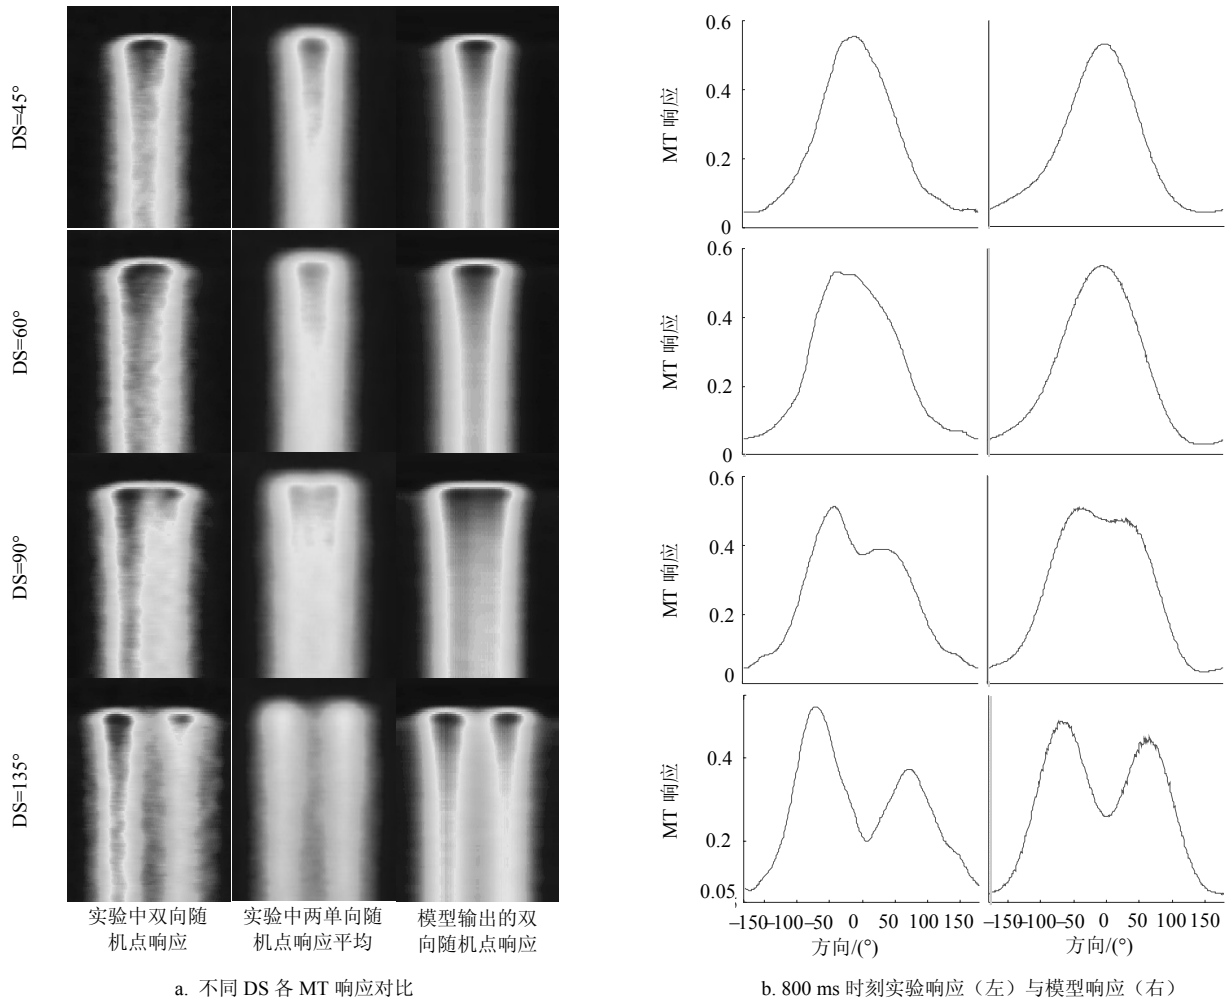 DS=45°
DS=60°
DS=90°
DS=135°
实验中双向随
机点响应
实验中两单向随
机点响应平均
模型输出的双
向随机点响应
a. 不同 DS 各 MT 响应对比
0.6
0.4
0.2
0
MT 响应
0.6
0.4
0.2
0
MT 响应
0.6
0.4
0.2
0
MT 响应
0.4
0.2
0.05
MT 响应
−150 −100 −50 0 50 100 150
方向/(°)
−150 −100 −50 0 50 100 150
方向/(°)
b. 800 ms 时刻实验响应（左）与模型响应（右）